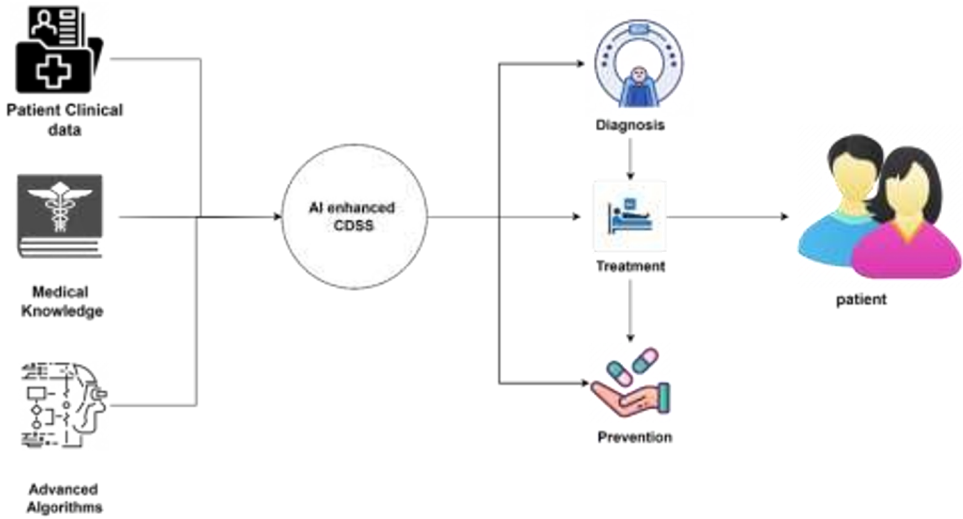 Patient Clinical
data
Medical
Knowledge
Advanced
Algorithms
AI enhanced
CDSS
Diagnosis
Treatment
Prevention
patient